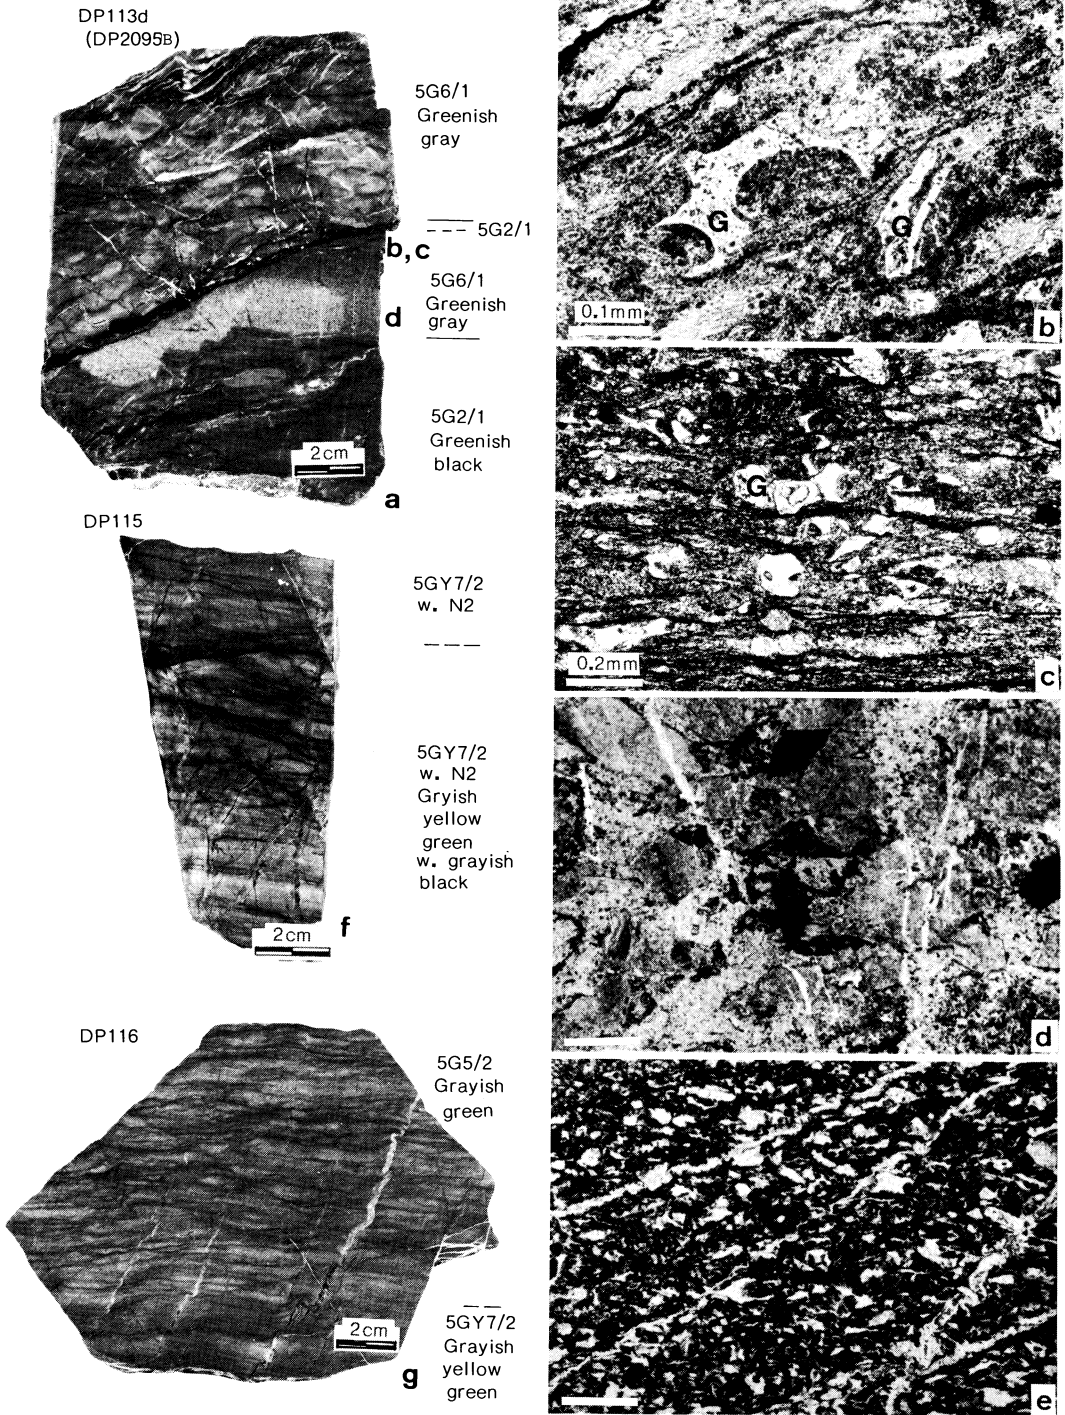 DP113d
(DP2095B)
5G6/1
Greenish
gray
5G2/1
b, c
5G6/1
Greenish
gray
d
5G2/1
Greenish
black
2cm
a
DP115
5GY7/2
w. N2
5GY7/2
w. N2
Gryish
yellow
green
w. grayish
black
2cm
f
DP116
5G5/2
Grayish
green
2cm
5GY7/2
Grayish
yellow
green
g
G
G
0.1mm
b
G
0.2mm
c
d
e